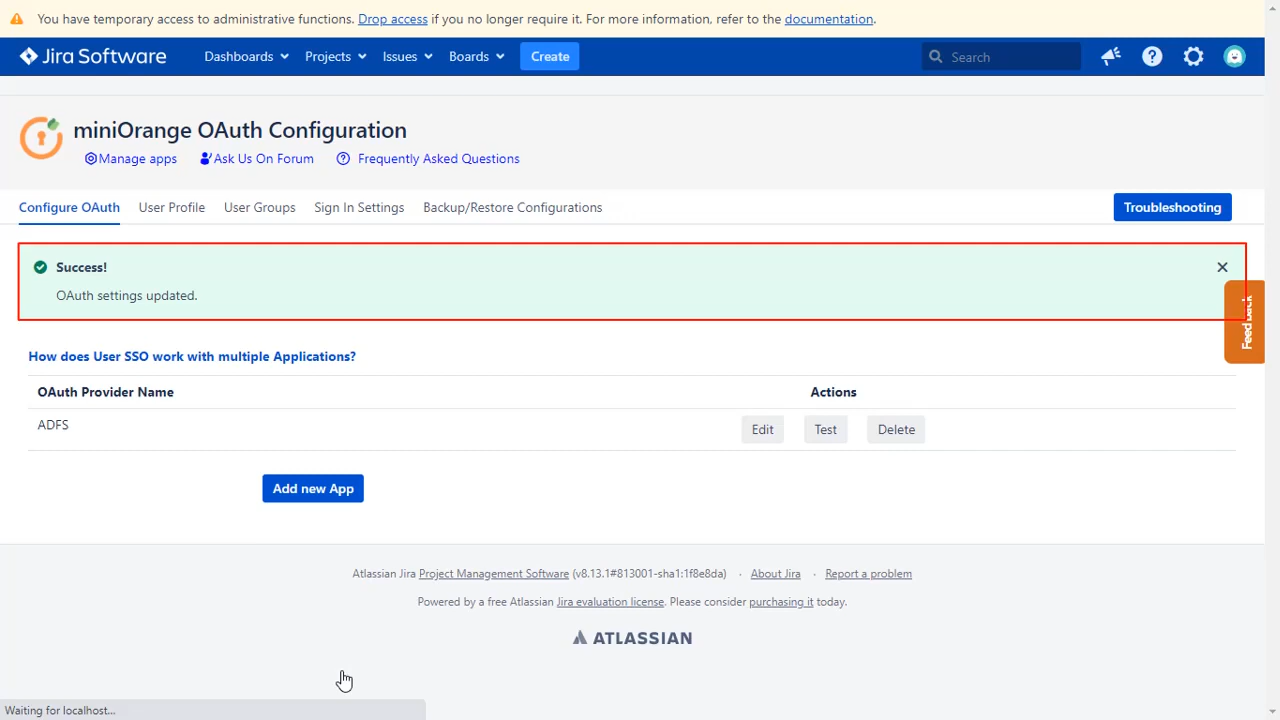 You have temporary access to administrative functions. Drop access if you no longer require it. For more information, refer to the documentation.
Jira Software Dashboards Projects Issues Boards Create Search
miniOrange OAuth Configuration
Manage apps Ask Us On Forum Frequently Asked Questions
Configure OAuth User Profile User Groups Sign In Settings Backup/Restore Configurations Troubleshooting
Success!
OAuth settings updated.
Feedback
How does User SSO work with multiple Applications?
OAuth Provider Name Actions
ADFS Edit Test Delete
Add new App
Atlassian Jira Project Management Software (v8.13.1#813001-sha1:1f8e8da) · About Jira · Report a problem
Powered by a free Atlassian Jira evaluation license. Please consider purchasing it today.
ATLASSIAN
Waiting for localhost...